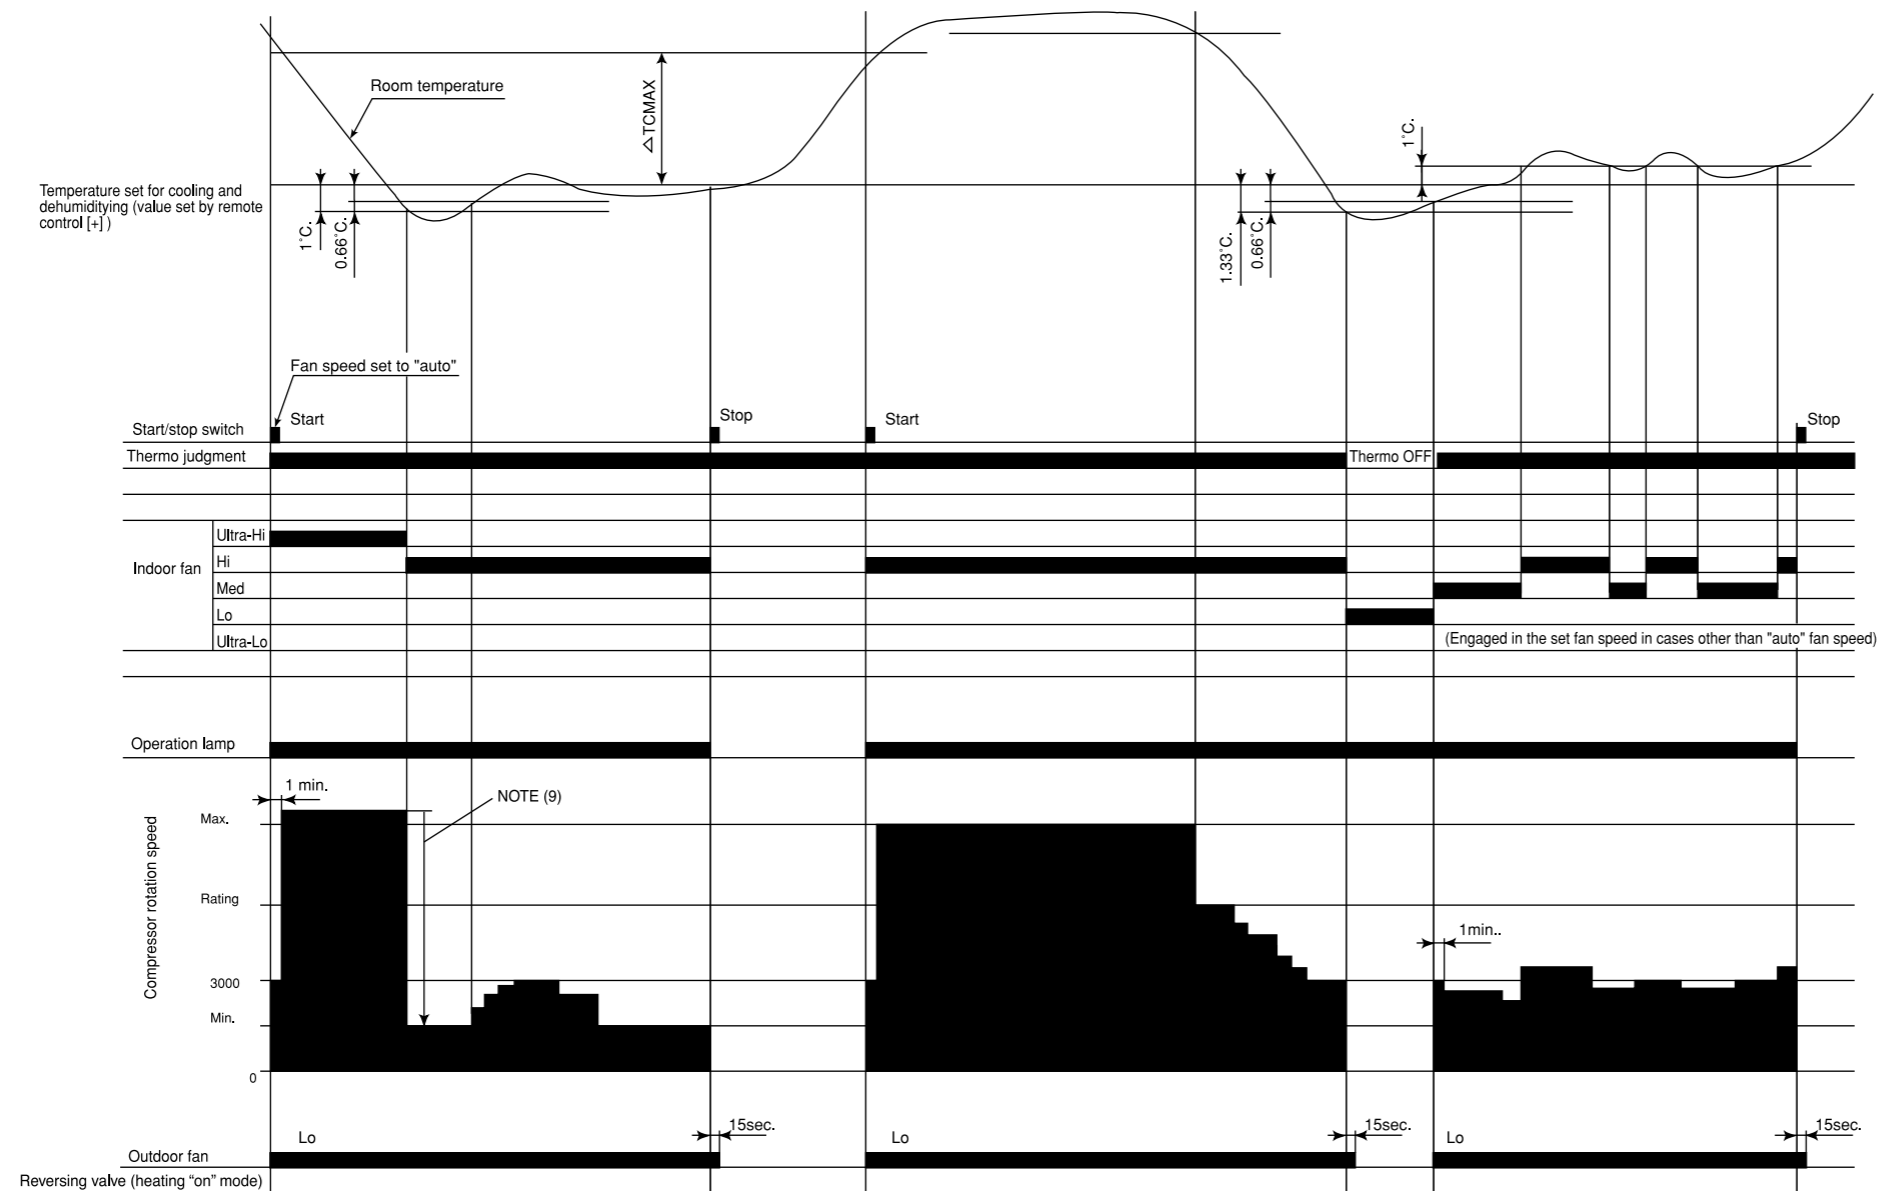 Room temperature
△TCMAX
1°C.
Temperature set for cooling and
dehumiditying (value set by remote
control [+] )
1°C.
0.66°C.
1.33°C.
0.66°C.
Fan speed set to "auto"
Start
Stop
Start
Stop
Start/stop switch
Thermo judgment
Thermo OFF
Indoor fan
Ultra-Hi
Hi
Med
Lo
Ultra-Lo
(Engaged in the set fan speed in cases other than "auto" fan speed)
Operation lamp
1 min.
NOTE (9)
Compressor rotation speed
Max.
Rating
3000
Min.
0
1min..
Lo
15sec.
Lo
15sec.
Lo
15sec.
Outdoor fan
Reversing valve (heating “on” mode)